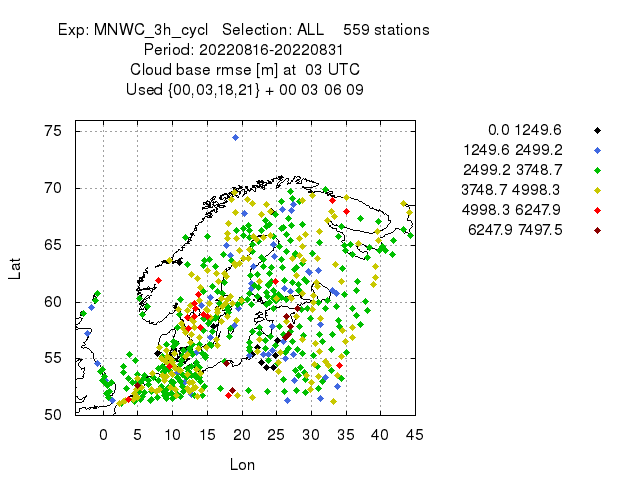 Exp: MNWC_3h_cycl Selection: ALL 559 stations
Period: 20220816-20220831
Cloud base rmse [m] at 03 UTC
Used {00,03,18,21} + 00 03 06 09
0.0 1249.6
1249.6 2499.2
2499.2 3748.7
3748.7 4998.3
4998.3 6247.9
6247.9 7497.5
Lat
75
70
65
60
55
50
0 5 10 15 20 25 30 35 40 45
Lon